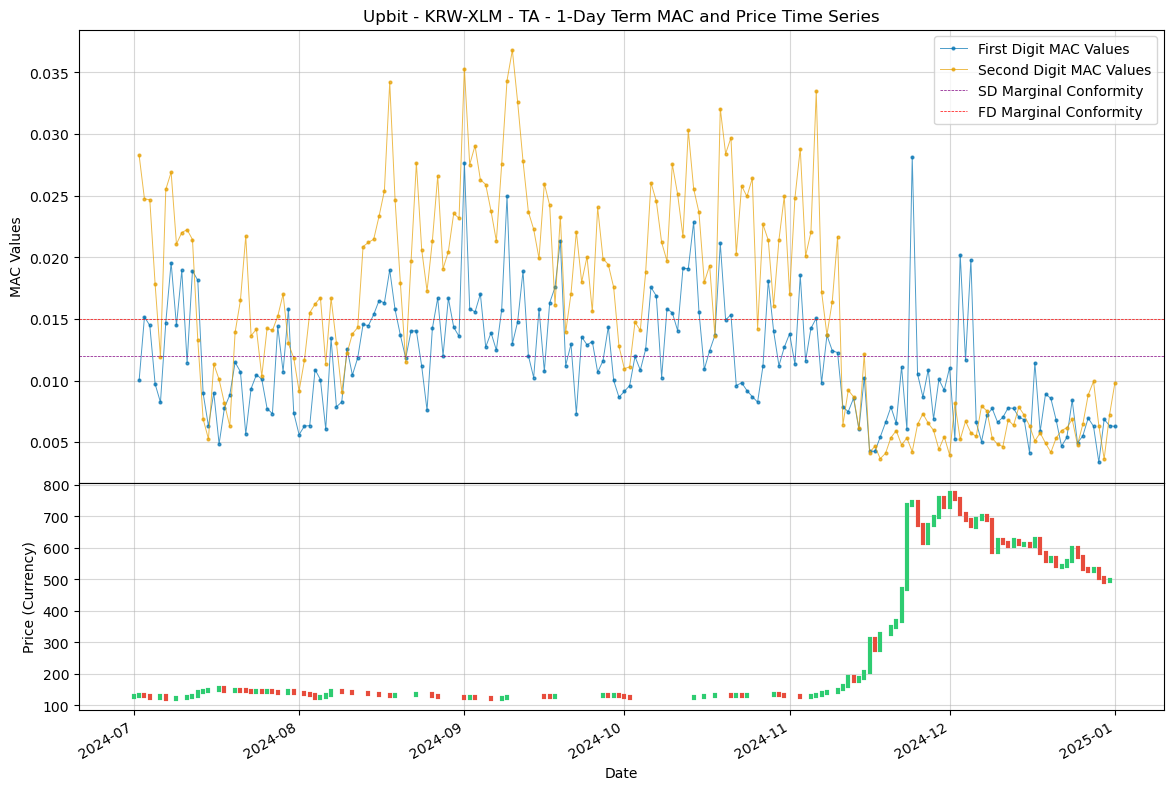 Upbit - KRW-XLM - TA - 1-Day Term MAC and Price Time Series
First Digit MAC Values
Second Digit MAC Values
SD Marginal Conformity
FD Marginal Conformity
MAC Values
0.035
0.030
0.025
0.020
0.015
0.010
0.005
Price (Currency)
800
700
600
500
400
300
200
100
2024-07
2024-08
2024-09
2024-10
2024-11
2024-12
2025-01
Date